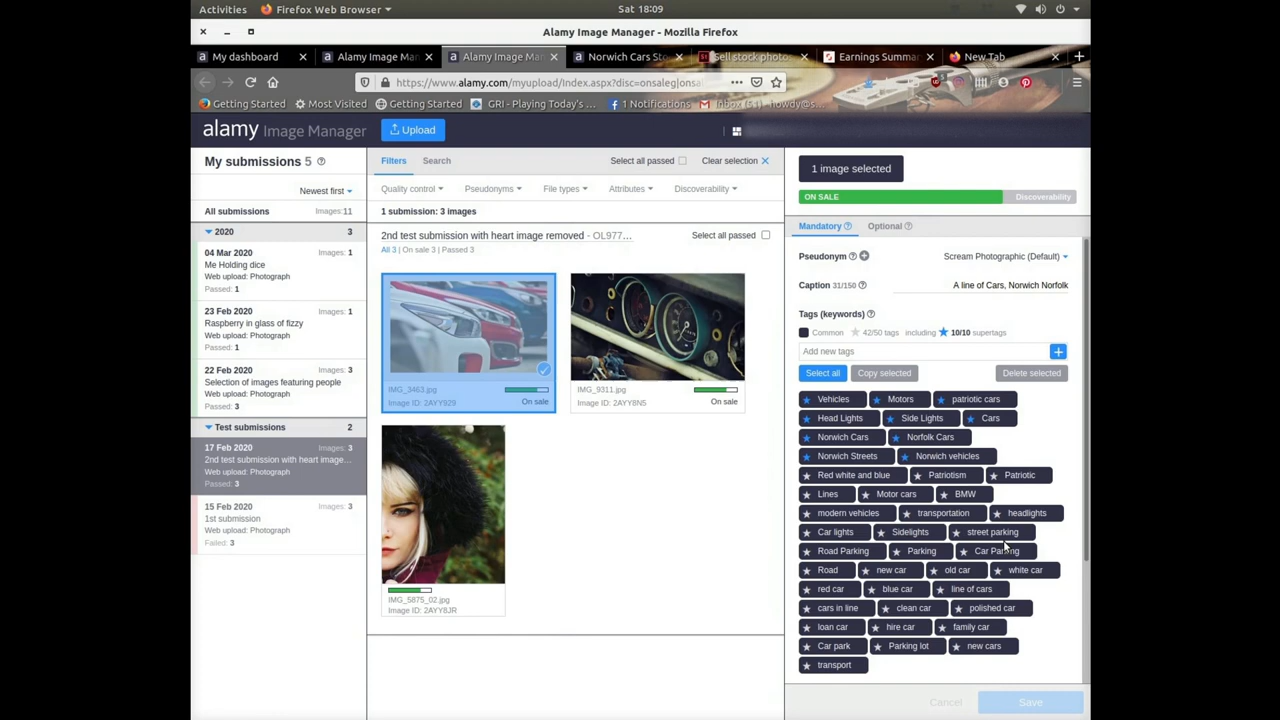 Activities Firefox Web Browser Sat 18:09
Alamy Image Manager - Mozilla Firefox
My dashboard Alamy Image Man Alamy Image Man Norwich Cars Sto Sell stock photos Earnings Summar New Tab
https://www.alamy.com/myupload/Index.aspx?disc=onsale|onsa
Getting Started Most Visited Getting Started GRI - Playing Today's ... 1 Notifications Inbox (61) howdy@s...
alamy Image Manager Upload
My submissions 5
Newest first
All submissions Images:11
2020 3
04 Mar 2020 Images: 1
Me Holding dice
Web upload: Photograph
Passed: 1
23 Feb 2020 Images: 1
Raspberry in glass of fizzy
Web upload: Photograph
Passed: 1
22 Feb 2020 Images: 3
Selection of images featuring people
Web upload: Photograph
Passed: 3
Test submissions 2
17 Feb 2020 Images: 3
2nd test submission with heart image...
Web upload: Photograph
Passed: 3
15 Feb 2020 Images: 3
1st submission
Web upload: Photograph
Failed: 3
Filters Search Select all passed Clear selection
Quality control Pseudonyms File types Attributes Discoverability
1 submission: 3 images
2nd test submission with heart image removed - OL977... Select all passed
All 3 | On sale 3 | Passed 3
IMG_3463.jpg
Image ID: 2AYY929 On sale
IMG_9311.jpg
Image ID: 2AYY8N5 On sale
IMG_5875_02.jpg
Image ID: 2AYY8JR
1 image selected
ON SALE Discoverability
Mandatory Optional
Pseudonym Scream Photographic (Default)
Caption 31/150 A line of Cars, Norwich Norfolk
Tags (keywords)
Common 42/50 tags including 10/10 supertags
Add new tags
Select all Copy selected Delete selected
Vehicles Motors patriotic cars
Head Lights Side Lights Cars
Norwich Cars Norfolk Cars
Norwich Streets Norwich vehicles
Red white and blue Patriotism Patriotic
Lines Motor cars BMW
modern vehicles transportation headlights
Car lights Sidelights street parking
Road Parking Parking Car Parking
Road new car old car white car
red car blue car line of cars
cars in line clean car polished car
loan car hire car family car
Car park Parking lot new cars
transport
Cancel Save